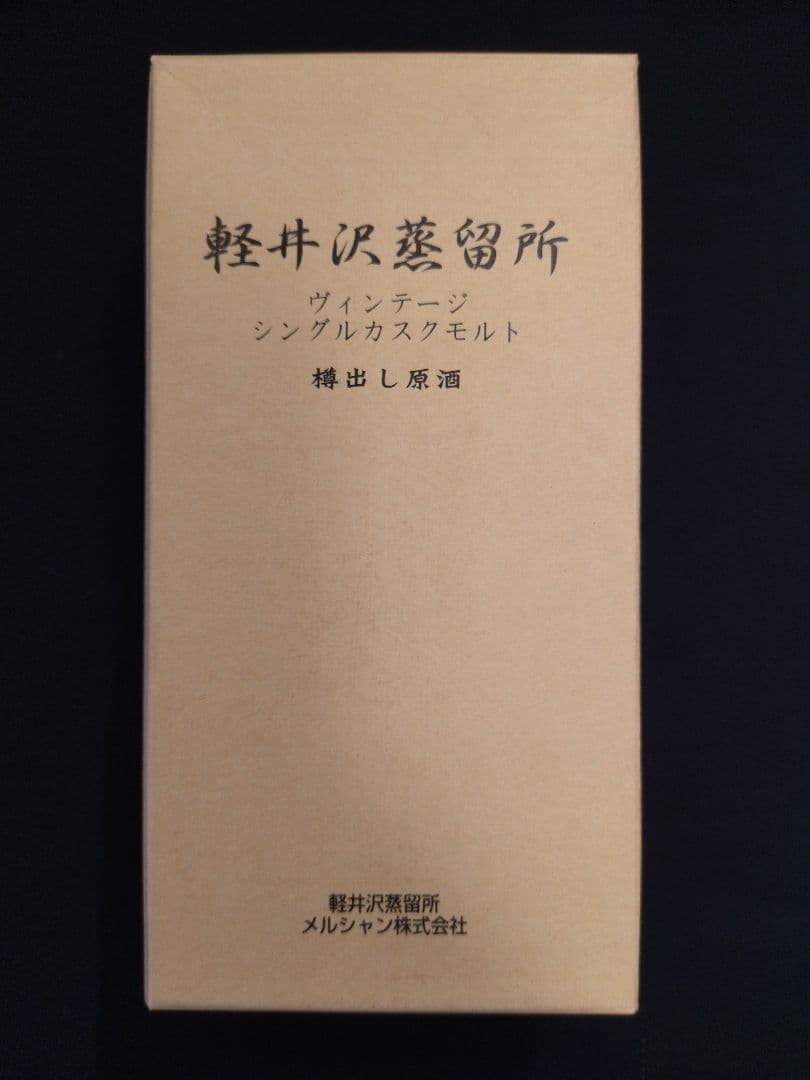 軽井沢蒸留所
ヴィンテージ
シングルカスクモルト
樽出し原酒
軽井沢蒸留所
メルシャン株式会社